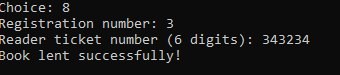 Choice: 8
Registration number: 3
Reader ticket number (6 digits): 343234
Book lent successfully!